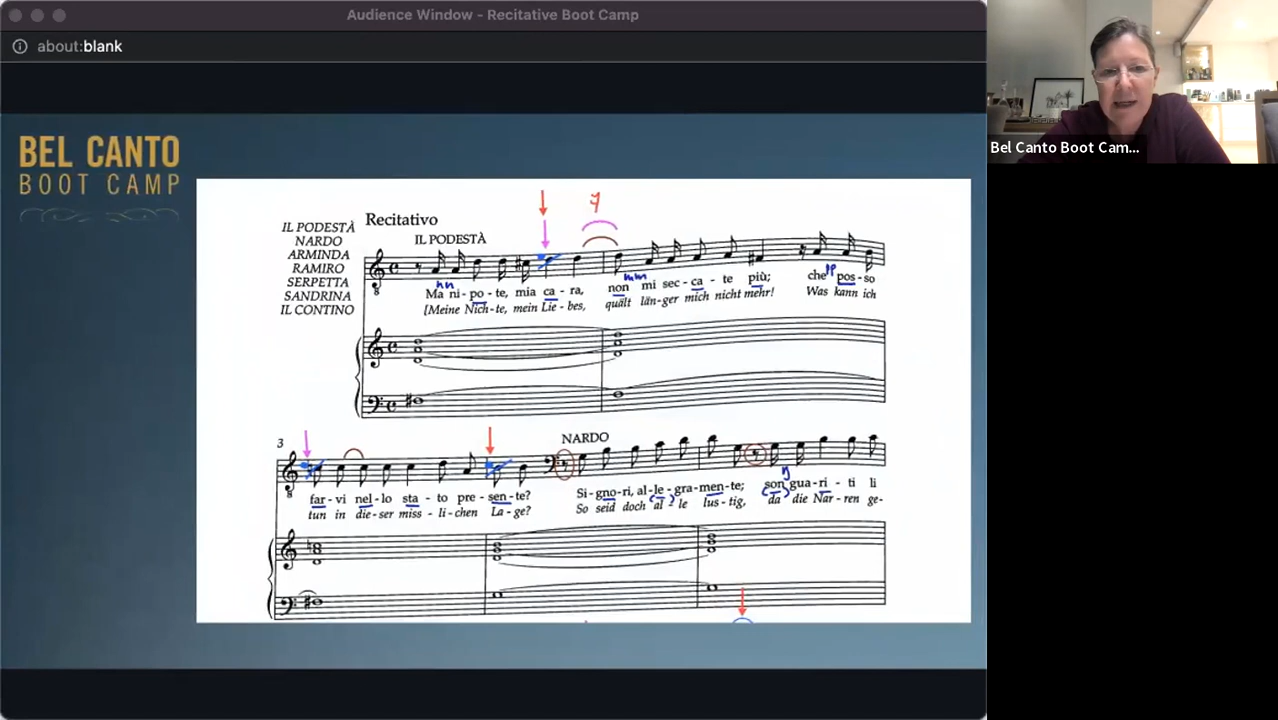 Audience Window - Recitative Boot Camp
about:blank
BEL CANTO
BOOT CAMP
Recitativo
IL PODESTÀ
NARDO
ARMINDA
RAMIRO
SERPETTA
SANDRINA
IL CONTINO
IL PODESTÀ
nn mm pp
Ma ni - po - te, mia ca - ra, non mi sec - ca - te più; che pos - so
[Meine Nich - te, mein Lie - bes, quält län - ger mich nicht mehr! Was kann ich
3
NARDO
far - vi nel - lo sta - to pre - sen - te? Si - gno - ri, al - le - gra - men - te; son gua - ri - ti li
tun in die - ser miss - li - chen La - ge? So seid doch al - le lus - tig, da die Nar - ren ge -
Bel Canto Boot Cam...